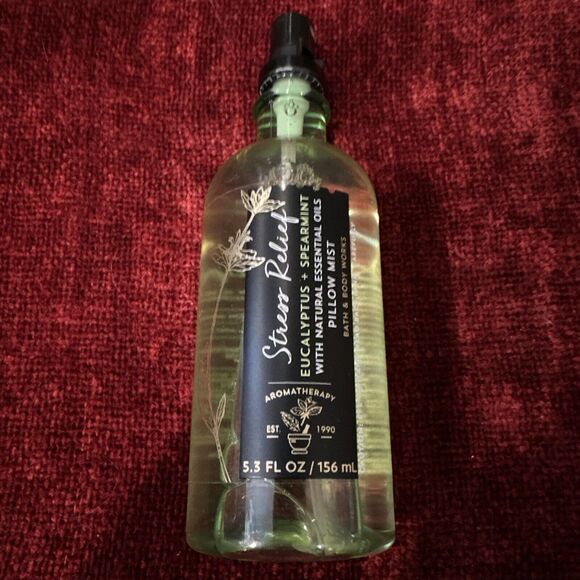 Stress Relief
EUCALYPTUS + SPEARMINT
WITH NATURAL ESSENTIAL OILS
PILLOW MIST
BATH & BODY WORKS
AROMATHERAPY
EST. 1990
5.3 FL OZ / 156 mL